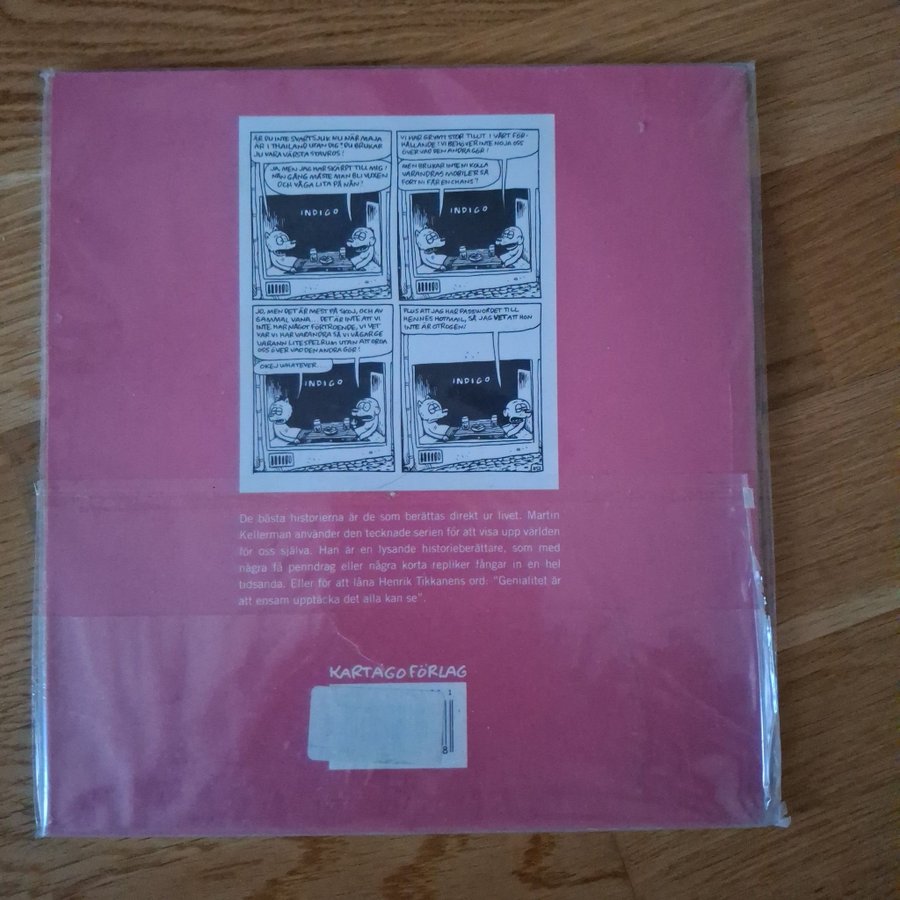 ÄR DU INTE SVARTSJUK NU NÄR MAJA
ÄR I THAILAND UTAN DIG? DU BRUKAR
JU VARA VÄRSTA STAVROS!
JA, MEN JAG HAR SKÄRPT TILL MIG!
NÅN GÅNG MÅSTE MAN BLI VUXEN
OCH VÅGA LITA PÅ NÅN!
INDIGO
VI HAR GRYMT STOR TILLIT I VÅRT FÖR-
HÅLLANDE! VI BEHÖVER INTE NOJA OSS
ÖVER VAD DEN ANDRA GÖR!
MEN BRUKAR INTE NI KOLLA
VARANDRAS MOBILER SÅ
FORT NI FÅR EN CHANS?
INDIGO
JO, MEN DET ÄR MEST PÅ SKOJ, OCH AV
GAMMAL VANA... DET ÄR INTE ATT VI
INTE HAR NÅGOT FÖRTROENDE, VI VET
VAR VI HAR VARANDRA SÅ VI VÅGAR GE
VARANN LITE SPELRUM UTAN ATT OROA
OSS ÖVER VAD DEN ANDRA GÖR!
OKEJ WHATEVER...
INDIGO
PLUS ATT JAG HAR PASSWORDET TILL
HENNES HOTMAIL, SÅ JAG VET ATT HON
INTE ÄR OTROGEN!
INDIGO
De bästa historierna är de som berättas direkt ur livet. Martin
Kellerman använder den tecknade serien för att visa upp världen
för oss själva. Han är en lysande historieberättare, som med
några få penndrag eller några korta repliker fångar in en hel
tidsanda. Eller för att låna Henrik Tikkanens ord: "Genialitet är
att ensam upptäcka det alla kan se".
KARTAGO FÖRLAG
1
8